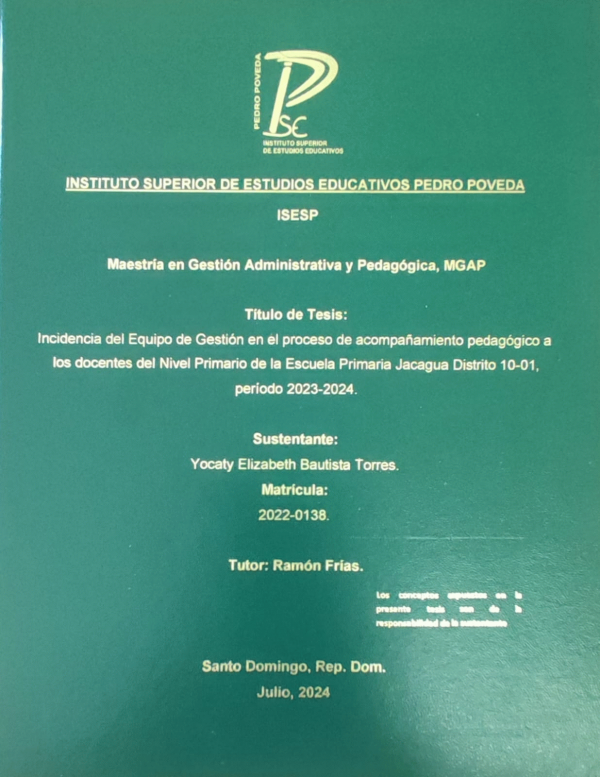 PEDRO POVEDA
ISE
INSTITUTO SUPERIOR
DE ESTUDIOS EDUCATIVOS
INSTITUTO SUPERIOR DE ESTUDIOS EDUCATIVOS PEDRO POVEDA
ISESP
Maestría en Gestión Administrativa y Pedagógica, MGAP
Título de Tesis:
Incidencia del Equipo de Gestión en el proceso de acompañamiento pedagógico a
los docentes del Nivel Primario de la Escuela Primaria Jacagua Distrito 10-01,
período 2023-2024.
Sustentante:
Yocaty Elizabeth Bautista Torres.
Matrícula:
2022-0138.
Tutor: Ramón Frías.
Los conceptos expuestos en la
presente tesis son de la
responsabilidad de la sustentante
Santo Domingo, Rep. Dom.
Julio, 2024